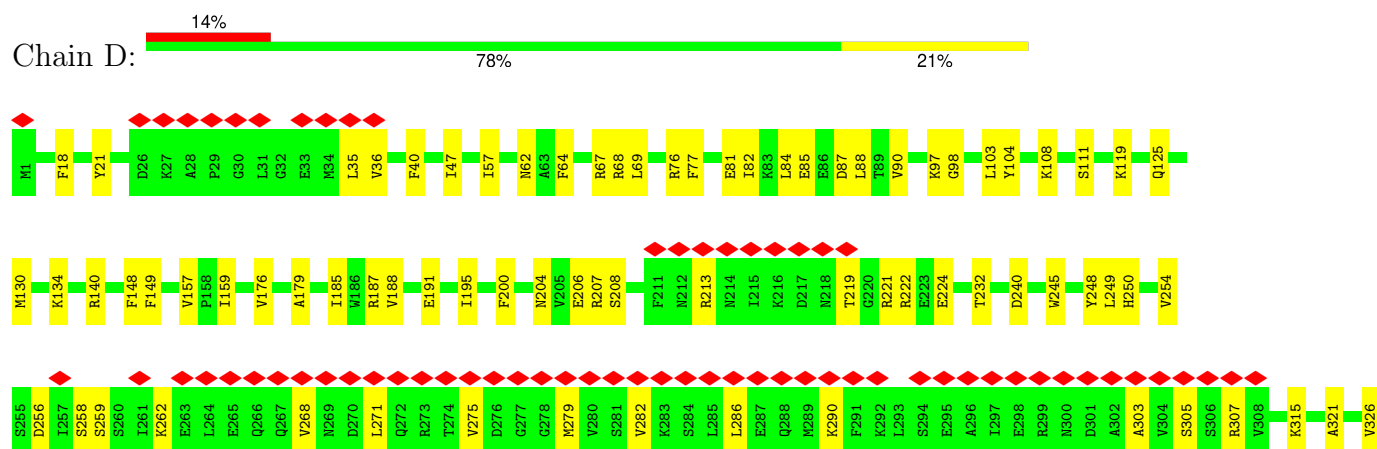 14%
Chain D:
78% 21%
M1 F18 Y21 D26 K27 A28 P29 G30 L31 G32 E33 M34 L35 V36 F40 I47 I57 N62 A63 F64 R67 R68 L69 R76 F77 E81 I82 K83 L84 E85 E86 D87 L88 T89 V90 K97 G98 L103 Y104 K108 S111 K119 Q125
M130 K134 R140 F148 F149 V157 P158 I159 V176 A179 I185 W186 R187 V188 E191 I195 F200 N204 V205 E206 R207 S208 F211 N212 R213 N214 I215 K216 D217 N218 T219 G220 R221 R222 E223 E224 T232 D240 W245 Y248 L249 H250 V254
S255 D256 I257 S258 S259 S260 I261 K262 E263 L264 E265 Q266 Q267 V268 N269 D270 L271 Q272 R273 T274 V275 D276 G277 G278 M279 V280 S281 V282 K283 S284 L285 L286 E287 Q288 M289 K290 F291 K292 L293 S294 E295 A296 I297 E298 R299 N300 D301 A302 A303 V304 S305 S306 R307 V308 K315 A321 V326